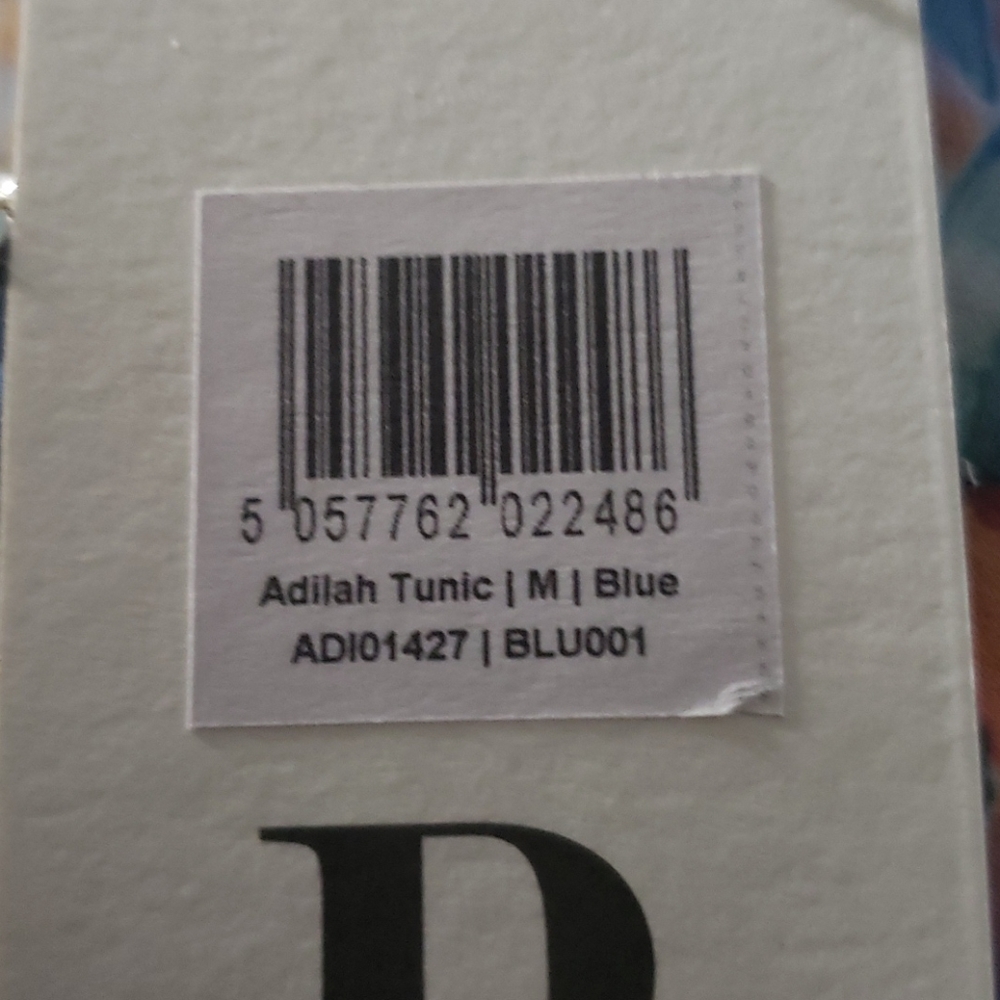 5 057762 022486
Adilah Tunic | M | Blue
ADI01427 | BLU001